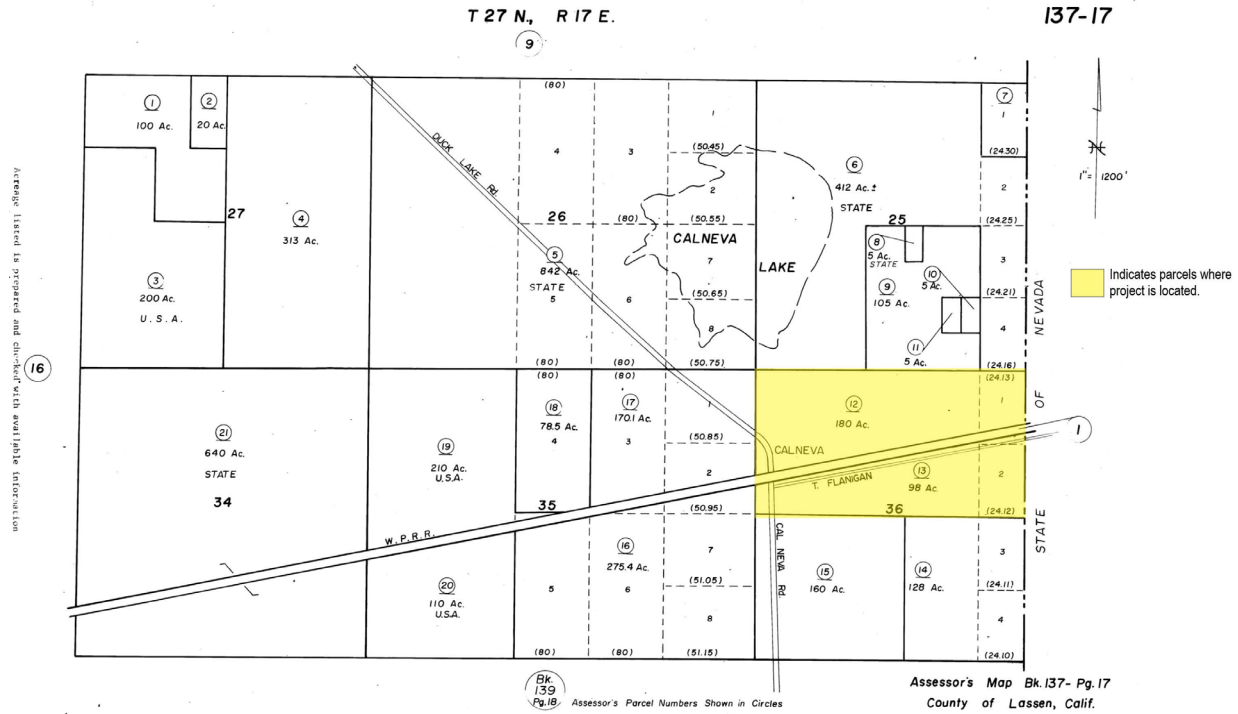 T 27 N., R 17 E.
137-17
9
1
100 Ac.
2
20 Ac.
27
3
200 Ac.
U. S. A.
4
313 Ac.
DUCK LAKE Rd.
(80)
4
3
1
(50.45)
2
26
(80)
(50.55)
CALNEVA
LAKE
5
842 Ac.
STATE
5
6
7
(50.65)
8
(80)
(80)
(50.75)
6
412 Ac.±
STATE
25
7
1
(24.30)
2
(24.25)
8
5 Ac.
STATE
9
105 Ac.
10
5 Ac.
11
5 Ac.
3
(24.21)
4
(24.16)
1"= 1200'
N
Indicates parcels where
project is located.
STATE OF NEVADA
Acreage listed is prepared and checked with available information
16
21
640 Ac.
STATE
34
19
210 Ac.
U.S.A.
(80)
(80)
18
78.5 Ac.
4
17
170.1 Ac.
3
1
(50.85)
2
35
(50.95)
W.P.R.R.
12
180 Ac.
CALNEVA
T. FLANIGAN
13
98 Ac.
36
(24.13)
1
2
(24.12)
1
20
110 Ac.
U.S.A.
5
16
275.4 Ac.
6
7
(51.05)
8
(80)
(80)
(51.15)
CAL NEVA Rd.
15
160 Ac.
14
128 Ac.
3
(24.11)
4
(24.10)
Bk.
139
Pg.18
Assessor's Parcel Numbers Shown in Circles
Assessor's Map Bk.137- Pg.17
County of Lassen, Calif.